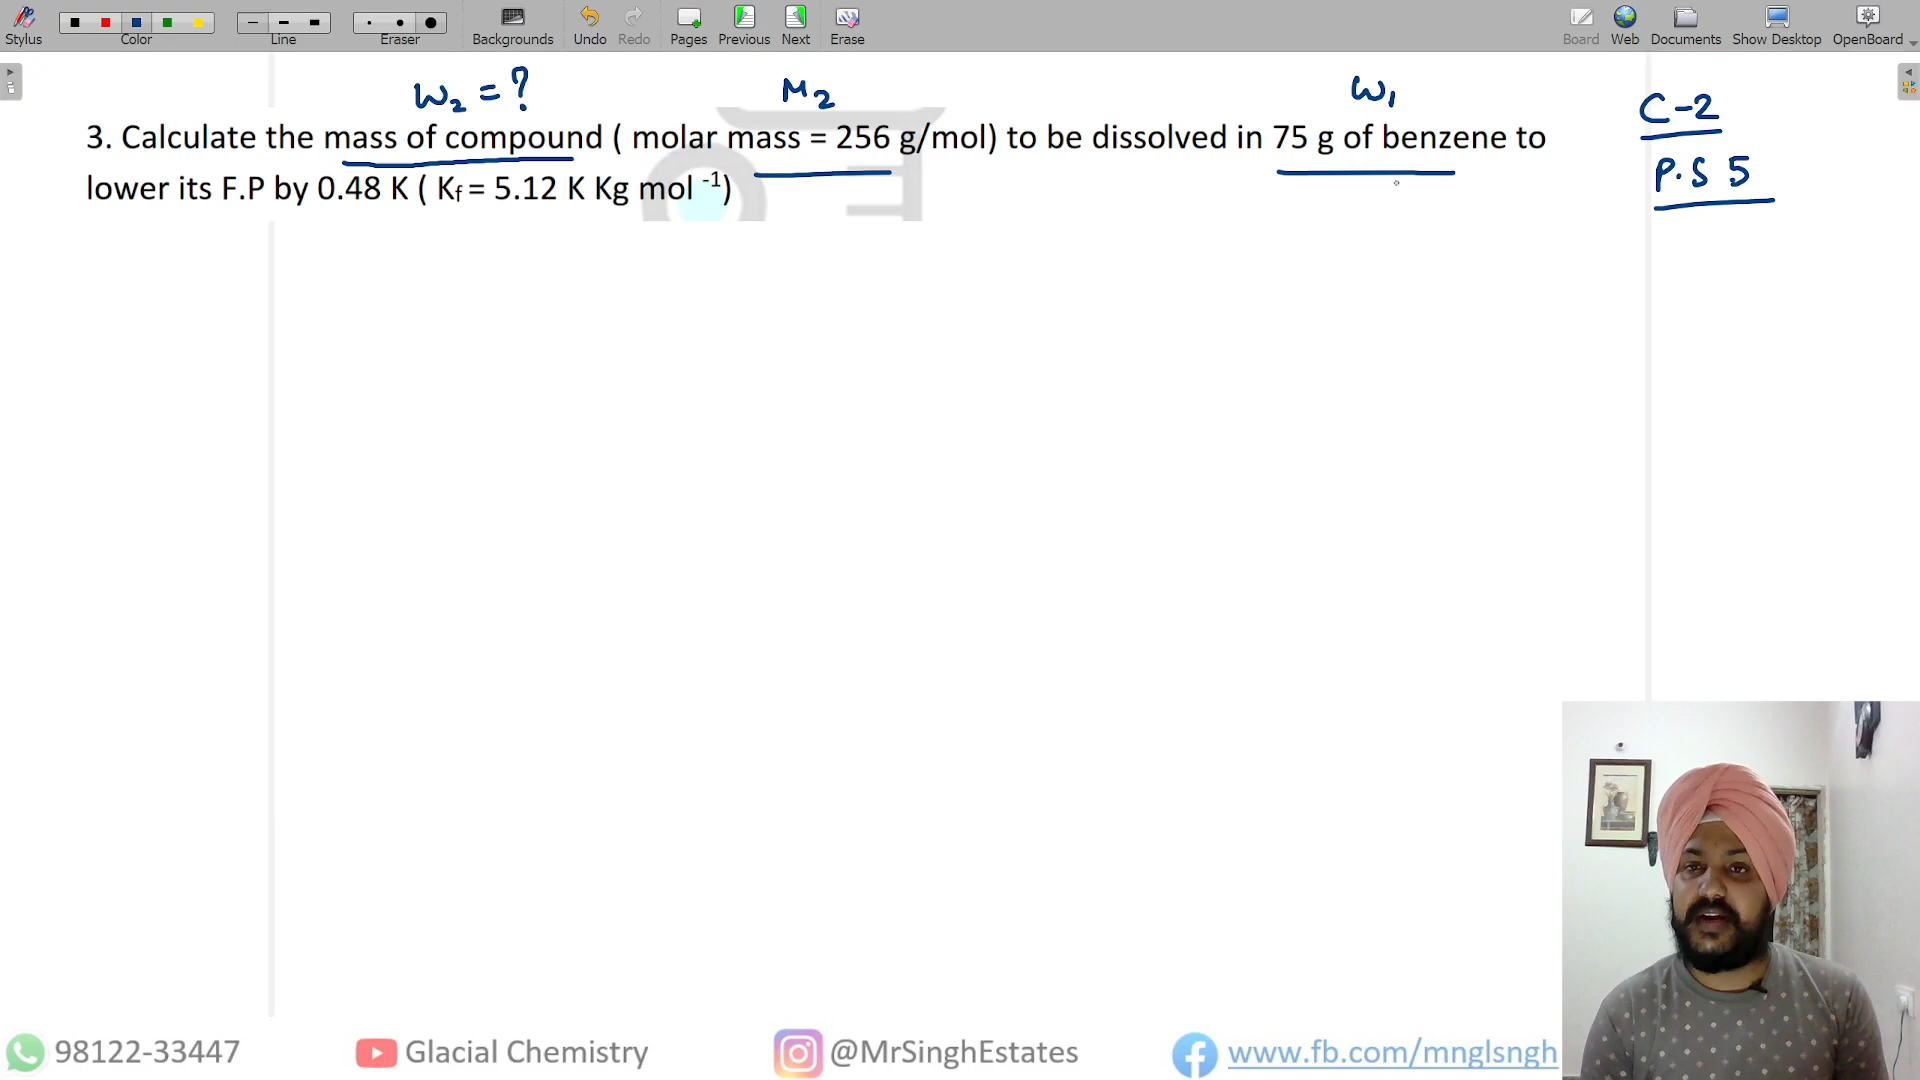 Stylus Color Line Eraser Backgrounds Undo Redo Pages Previous Next Erase Board Web Documents Show Desktop OpenBoard
W₂ = ? M₂ W₁
3. Calculate the mass of compound ( molar mass = 256 g/mol) to be dissolved in 75 g of benzene to
lower its F.P by 0.48 K ( Kf = 5.12 K Kg mol ⁻¹)
C-2
P.S 5
98122-33447 Glacial Chemistry @MrSinghEstates www.fb.com/mnglsngh